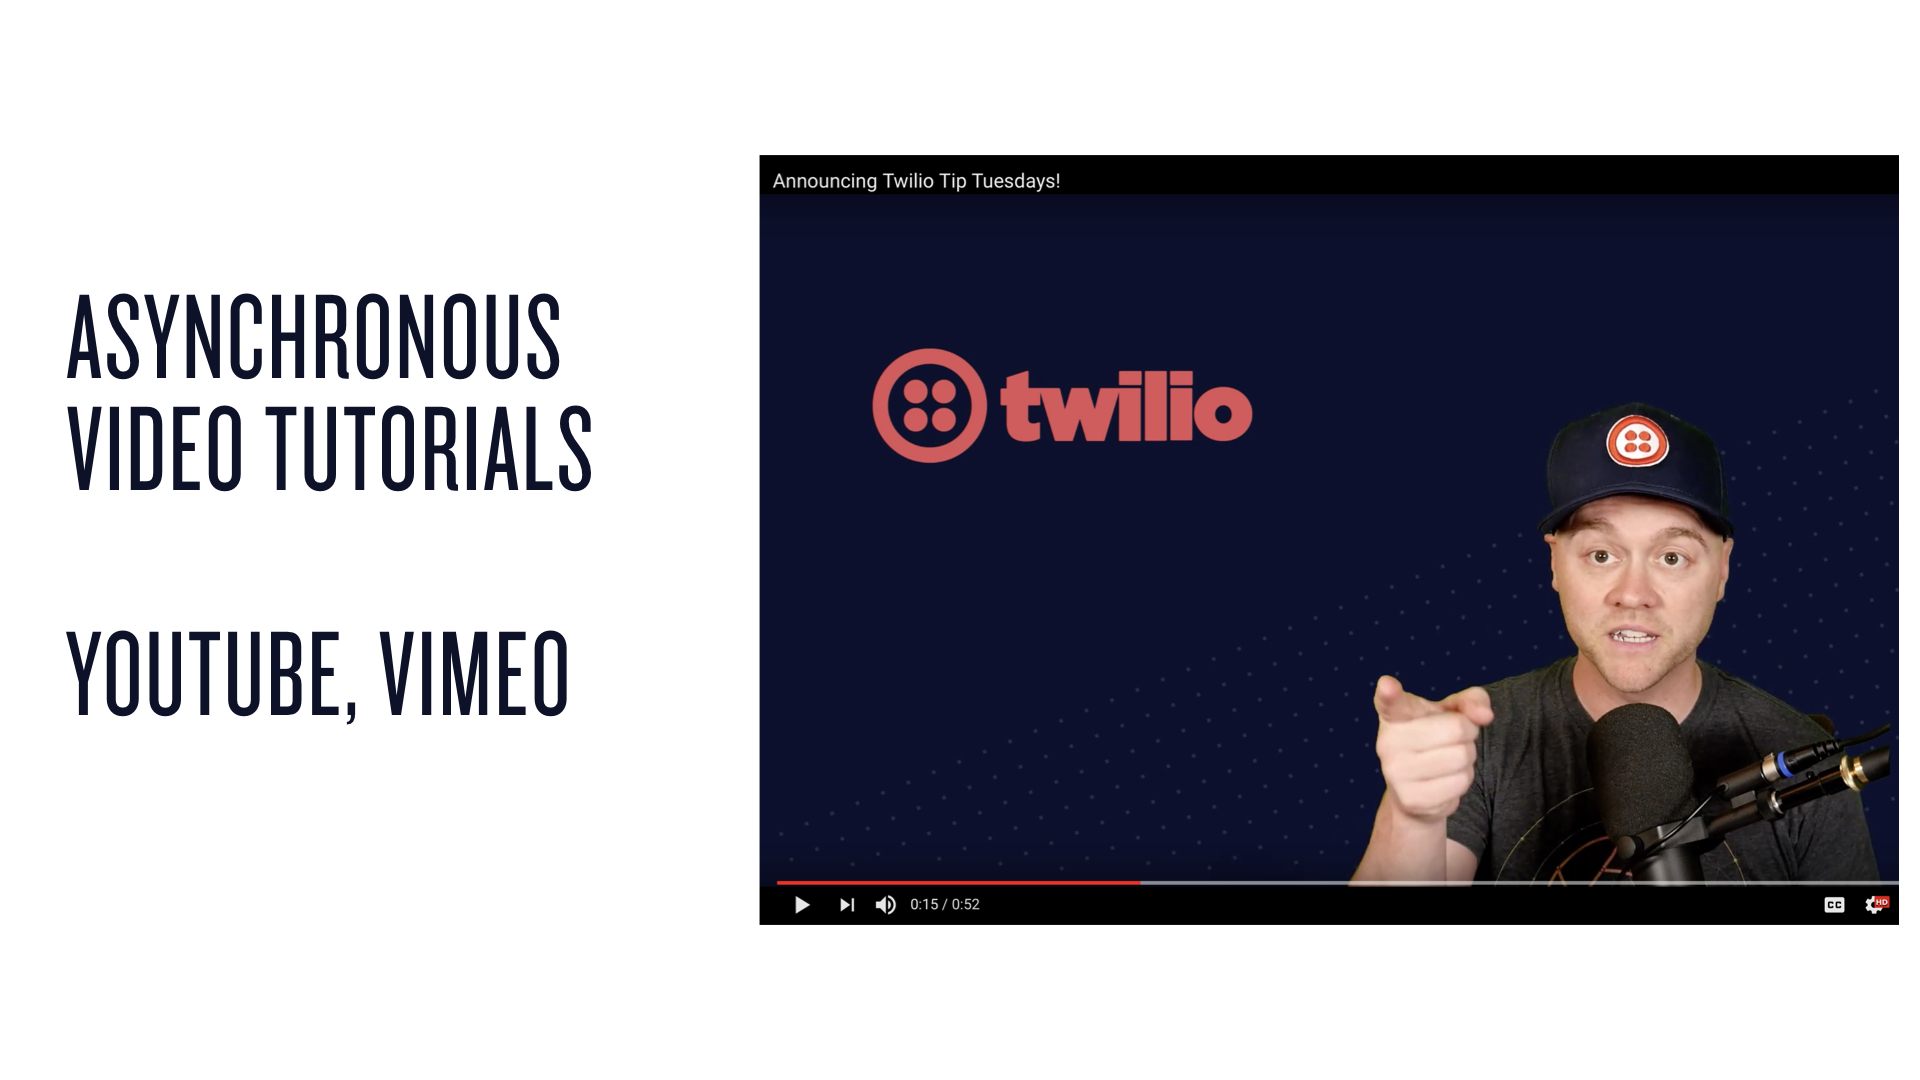 ASYNCHRONOUS
VIDEO TUTORIALS
YOUTUBE, VIMEO
Announcing Twilio Tip Tuesdays!
twilio
0:15 / 0:52
CC
HD